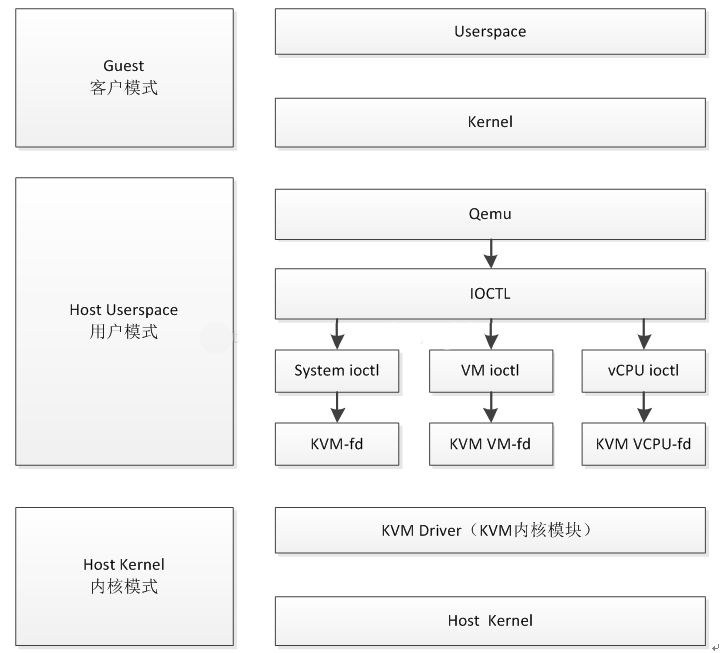 Guest
客户模式
Userspace
Kernel
Host Userspace
用户模式
Qemu
IOCTL
System ioctl
VM ioctl
vCPU ioctl
KVM-fd
KVM VM-fd
KVM VCPU-fd
Host Kernel
内核模式
KVM Driver（KVM内核模块）
Host Kernel